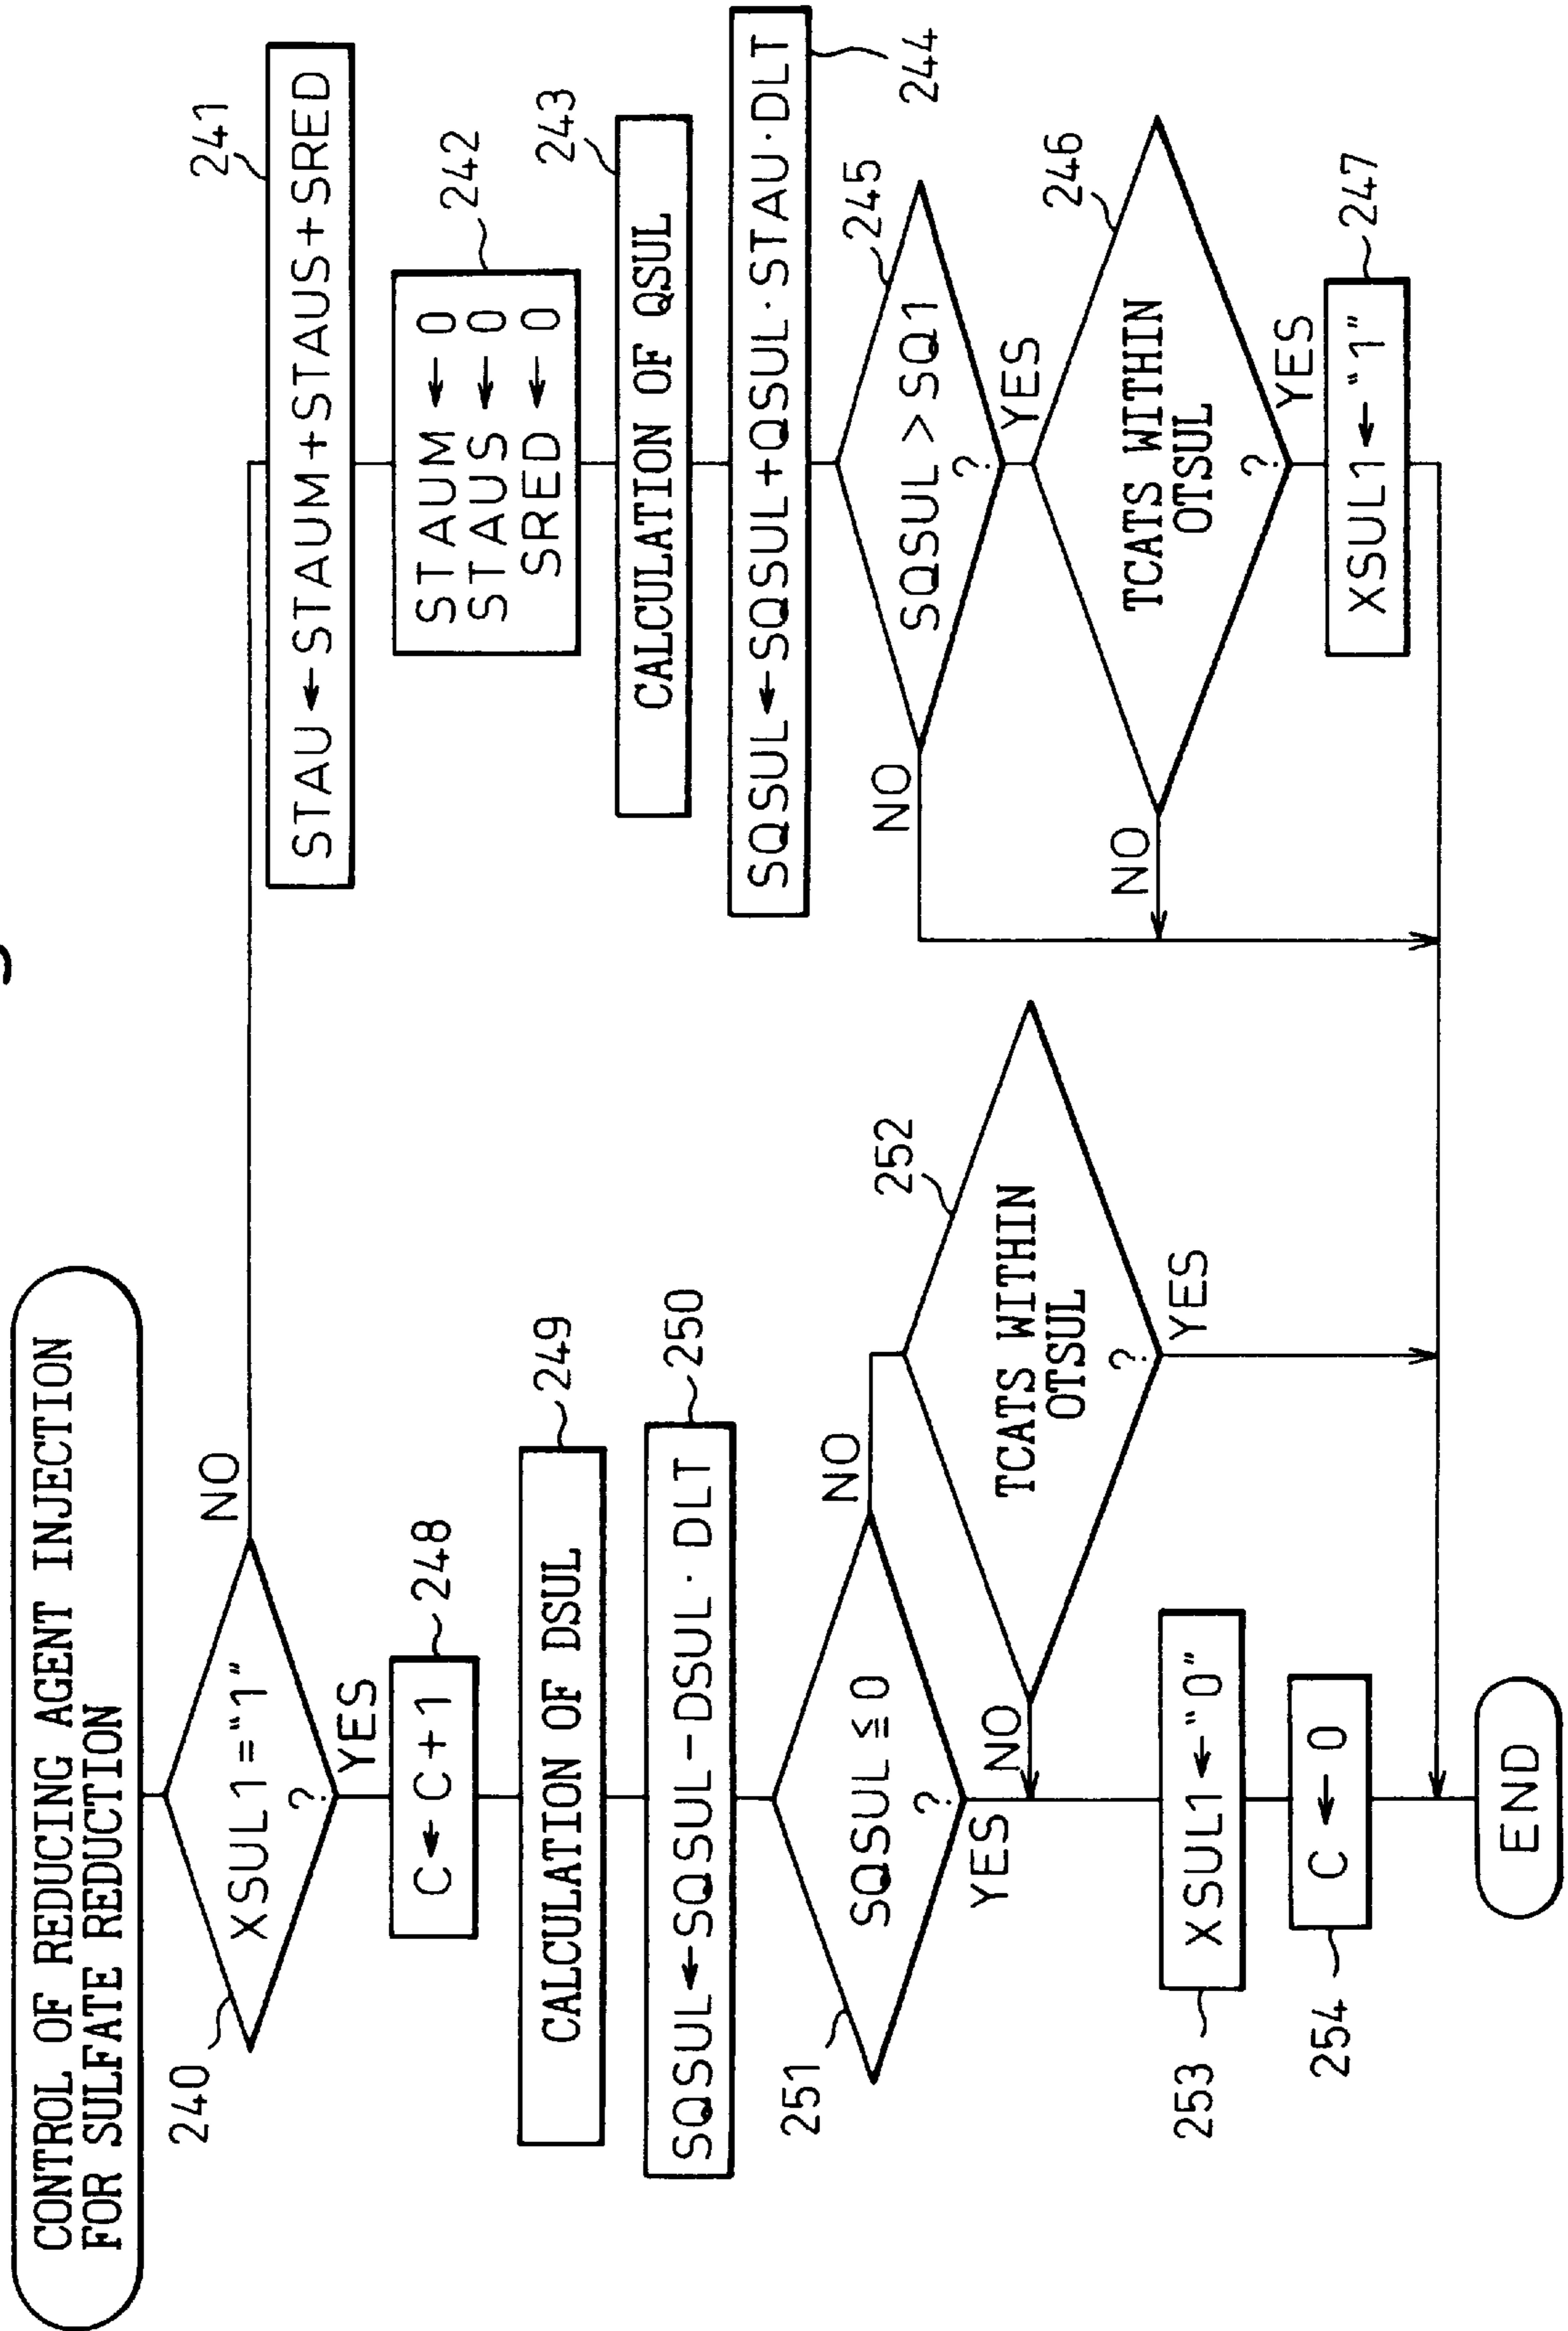 CONTROL OF REDUCING AGENT INJECTION
FOR SULFATE REDUCTION
240
XSUL1="1"
?
NO
YES
C←C+1
248
CALCULATION OF DSUL
249
SQSUL←SQSUL-DSUL·DLT
250
251
SQSUL≦0
?
NO
YES
252
TCATS WITHIN
OTSUL
?
NO
YES
253
XSUL1←"0"
254
C←0
END
241
STAU←STAUM+STAUS+SRED
242
STAUM←0
STAUS←0
SRED←0
243
CALCULATION OF QSUL
SQSUL←SQSUL+QSUL·STAU·DLT
244
245
SQSUL>SQ1
?
NO
YES
246
TCATS WITHIN
OTSUL
?
NO
YES
247
XSUL1←"1"